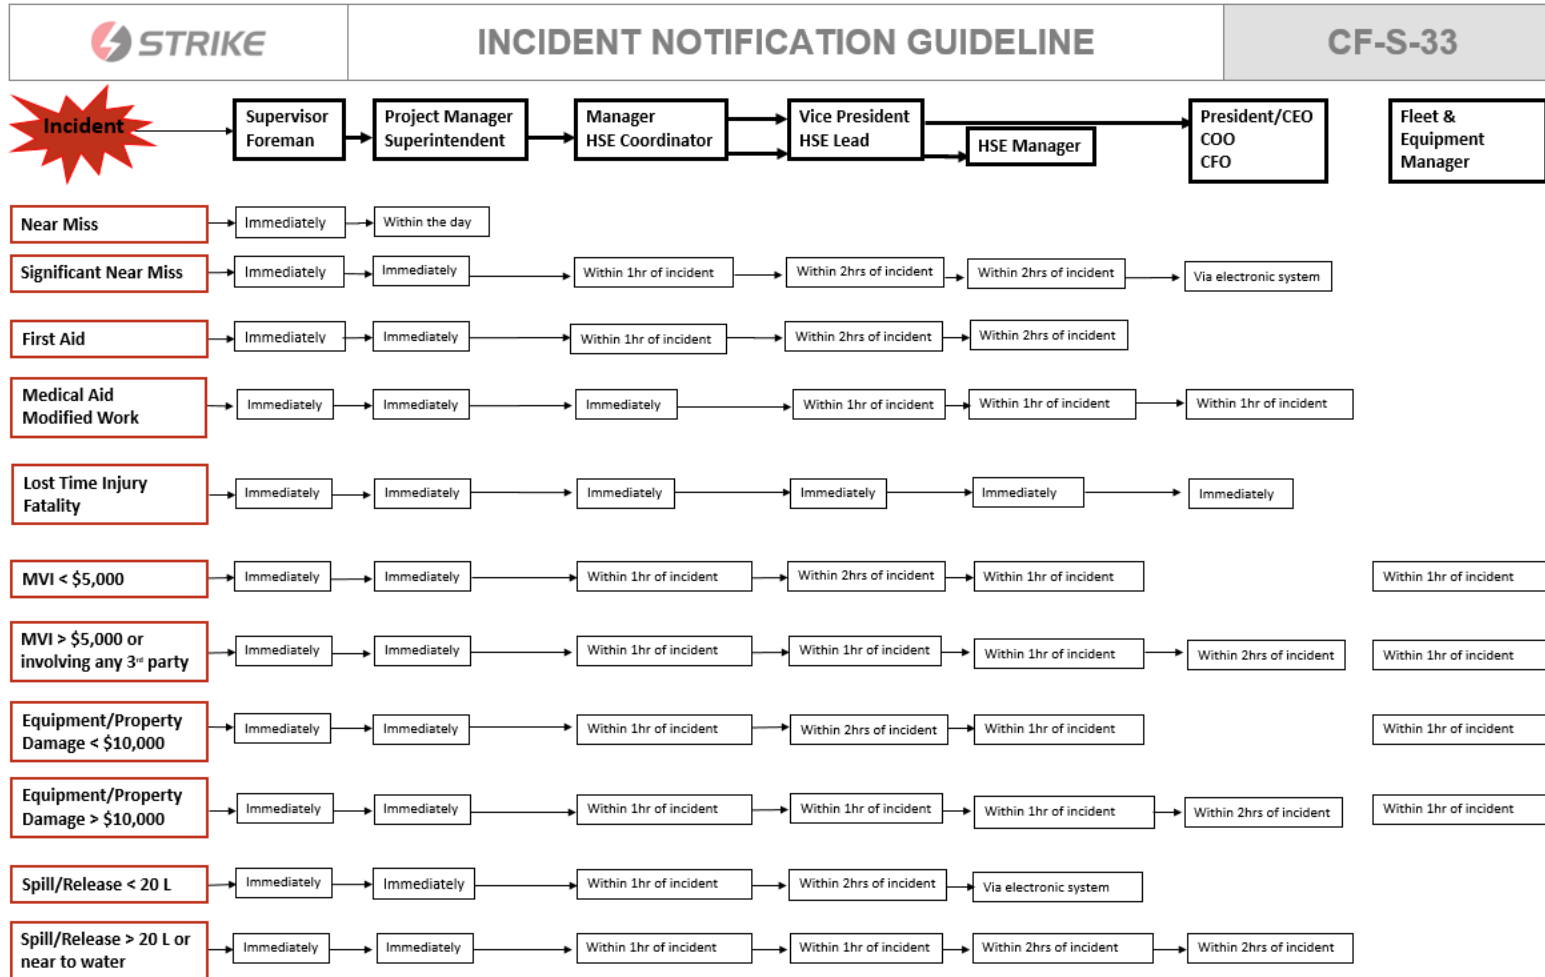 STRIKE
INCIDENT NOTIFICATION GUIDELINE
CF-S-33
Incident
Supervisor
Foreman
Project Manager
Superintendent
Manager
HSE Coordinator
Vice President
HSE Lead
HSE Manager
President/CEO
COO
CFO
Fleet &
Equipment
Manager
Near Miss
Immediately
Within the day
Significant Near Miss
Immediately
Immediately
Within 1hr of incident
Within 2hrs of incident
Within 2hrs of incident
Via electronic system
First Aid
Immediately
Immediately
Within 1hr of incident
Within 2hrs of incident
Within 2hrs of incident
Medical Aid
Modified Work
Immediately
Immediately
Immediately
Within 1hr of incident
Within 1hr of incident
Within 1hr of incident
Lost Time Injury
Fatality
Immediately
Immediately
Immediately
Immediately
Immediately
Immediately
MVI < $5,000
Immediately
Immediately
Within 1hr of incident
Within 2hrs of incident
Within 1hr of incident
Within 1hr of incident
MVI > $5,000 or
involving any 3rd party
Immediately
Immediately
Within 1hr of incident
Within 1hr of incident
Within 1hr of incident
Within 2hrs of incident
Within 1hr of incident
Equipment/Property
Damage < $10,000
Immediately
Immediately
Within 1hr of incident
Within 2hrs of incident
Within 1hr of incident
Within 1hr of incident
Equipment/Property
Damage > $10,000
Immediately
Immediately
Within 1hr of incident
Within 1hr of incident
Within 1hr of incident
Within 2hrs of incident
Within 1hr of incident
Spill/Release < 20 L
Immediately
Immediately
Within 1hr of incident
Within 2hrs of incident
Via electronic system
Spill/Release > 20 L or
near to water
Immediately
Immediately
Within 1hr of incident
Within 1hr of incident
Within 2hrs of incident
Within 2hrs of incident